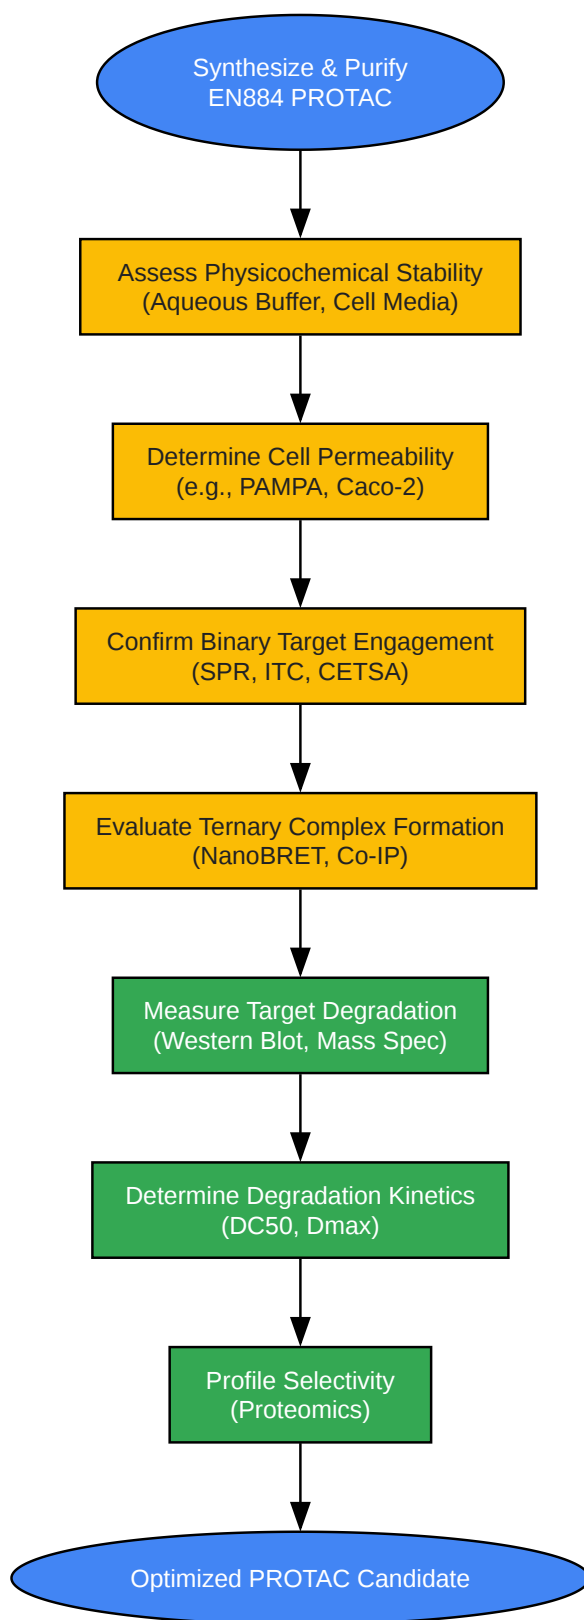 Synthesize & Purify
EN884 PROTAC
Assess Physicochemical Stability
(Aqueous Buffer, Cell Media)
Determine Cell Permeability
(e.g., PAMPA, Caco-2)
Confirm Binary Target Engagement
(SPR, ITC, CETSA)
Evaluate Ternary Complex Formation
(NanoBRET, Co-IP)
Measure Target Degradation
(Western Blot, Mass Spec)
Determine Degradation Kinetics
(DC50, Dmax)
Profile Selectivity
(Proteomics)
Optimized PROTAC Candidate